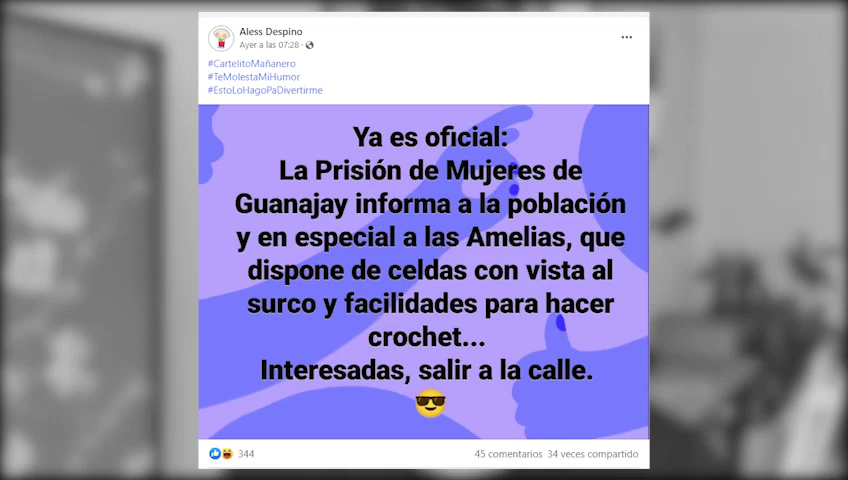 Aless Despino
Ayer a las 07:28 ·
#CartelitoMañanero
#TeMolestaMiHumor
#EstoLoHagoPaDivertirme
Ya es oficial:
La Prisión de Mujeres de
Guanajay informa a la población
y en especial a las Amelias, que
dispone de celdas con vista al
surco y facilidades para hacer
crochet...
Interesadas, salir a la calle.
😎
344
45 comentarios 34 veces compartido